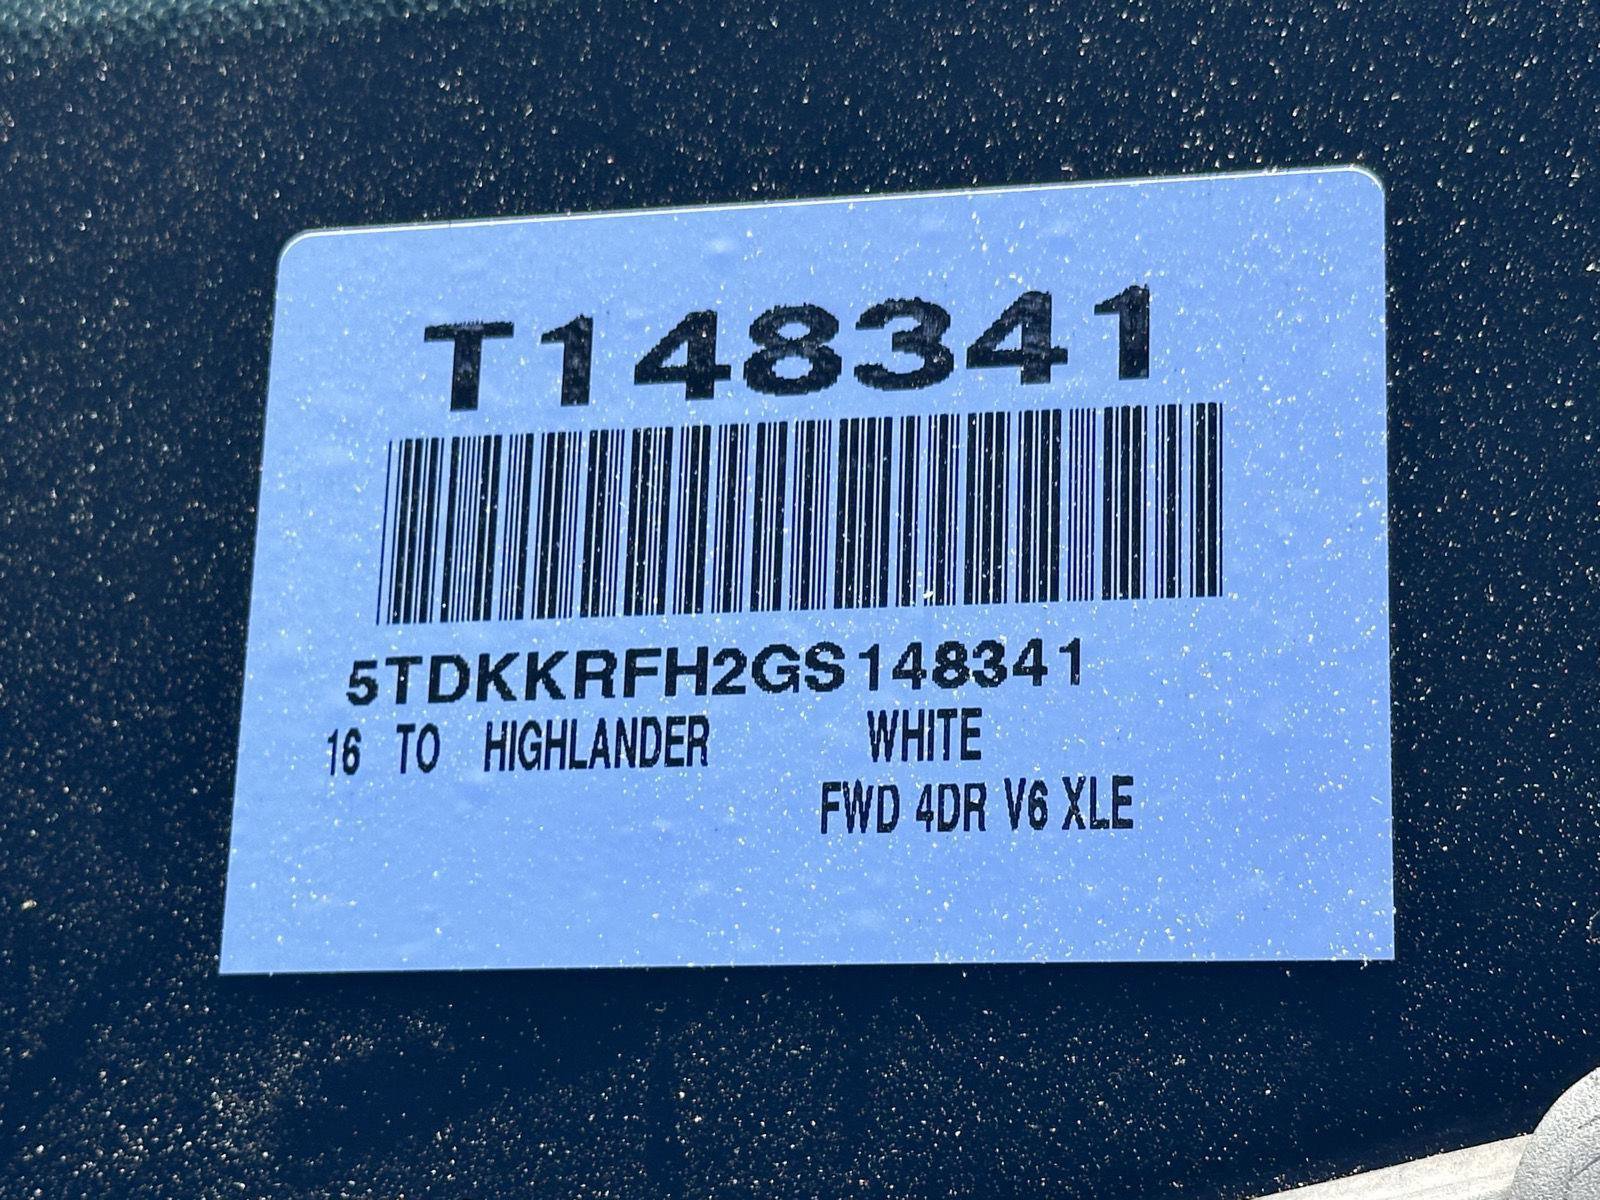 T148341
5TDKKRFH2GS148341
16 TO HIGHLANDER WHITE
FWD 4DR V6 XLE